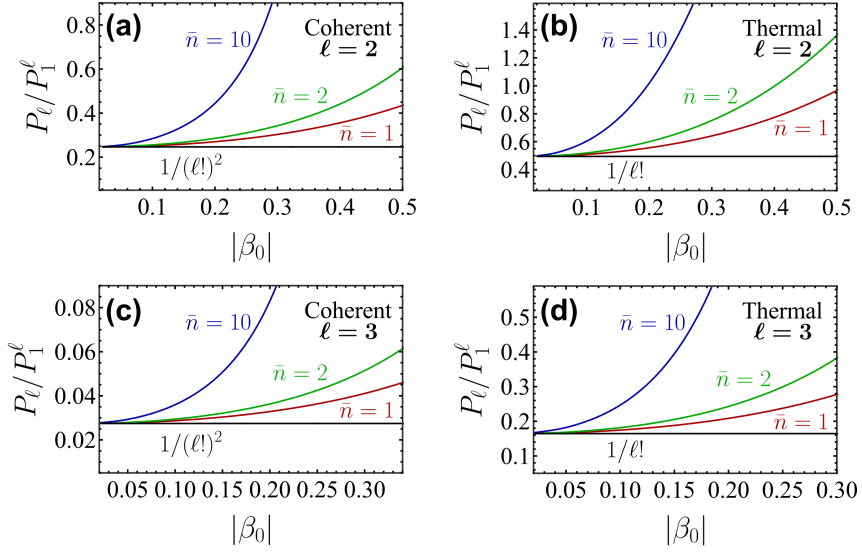 (a)
Coherent
ℓ = 2
n̄ = 10
n̄ = 2
n̄ = 1
1/(ℓ!)²
P_ℓ/P_1^ℓ
0.8
0.6
0.4
0.2
0.1 0.2 0.3 0.4 0.5
|β₀|
(b)
Thermal
ℓ = 2
n̄ = 10
n̄ = 2
n̄ = 1
1/ℓ!
P_ℓ/P_1^ℓ
1.4
1.2
1.0
0.8
0.6
0.4
0.1 0.2 0.3 0.4 0.5
|β₀|
(c)
Coherent
ℓ = 3
n̄ = 10
n̄ = 2
n̄ = 1
1/(ℓ!)²
P_ℓ/P_1^ℓ
0.08
0.06
0.04
0.02
0.05 0.10 0.15 0.20 0.25 0.30
|β₀|
(d)
Thermal
ℓ = 3
n̄ = 10
n̄ = 2
n̄ = 1
1/ℓ!
P_ℓ/P_1^ℓ
0.5
0.4
0.3
0.2
0.1
0.05 0.10 0.15 0.20 0.25 0.30
|β₀|